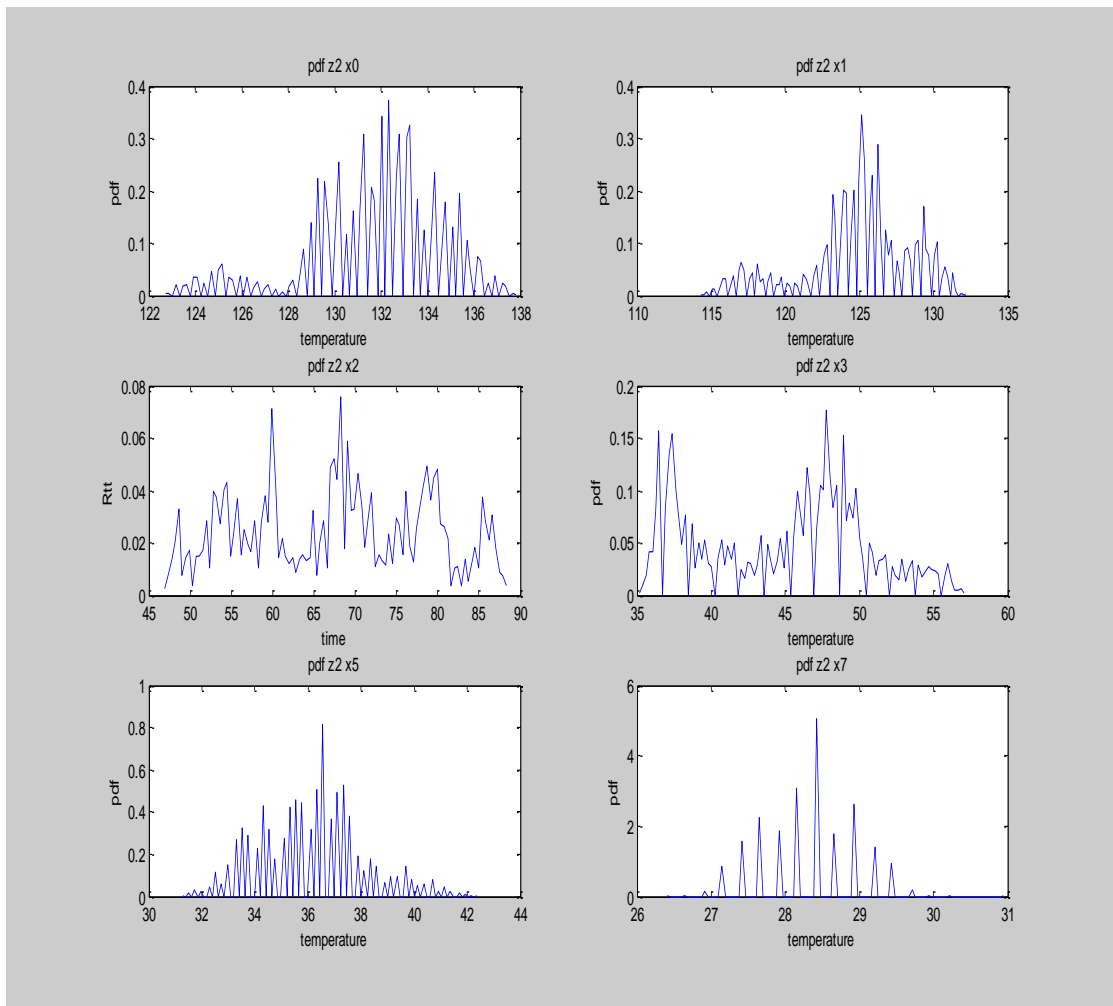 pdf z2 x0
0.4
0.3
0.2
0.1
0
pdf
122 124 126 128 130 132 134 136 138
temperature
pdf z2 x1
0.4
0.3
0.2
0.1
0
pdf
110 115 120 125 130 135
temperature
pdf z2 x2
0.08
0.06
0.04
0.02
0
Rtt
45 50 55 60 65 70 75 80 85 90
time
pdf z2 x3
0.2
0.15
0.1
0.05
0
pdf
35 40 45 50 55 60
temperature
pdf z2 x5
1
0.8
0.6
0.4
0.2
0
pdf
30 32 34 36 38 40 42 44
temperature
pdf z2 x7
6
4
2
0
pdf
26 27 28 29 30 31
temperature